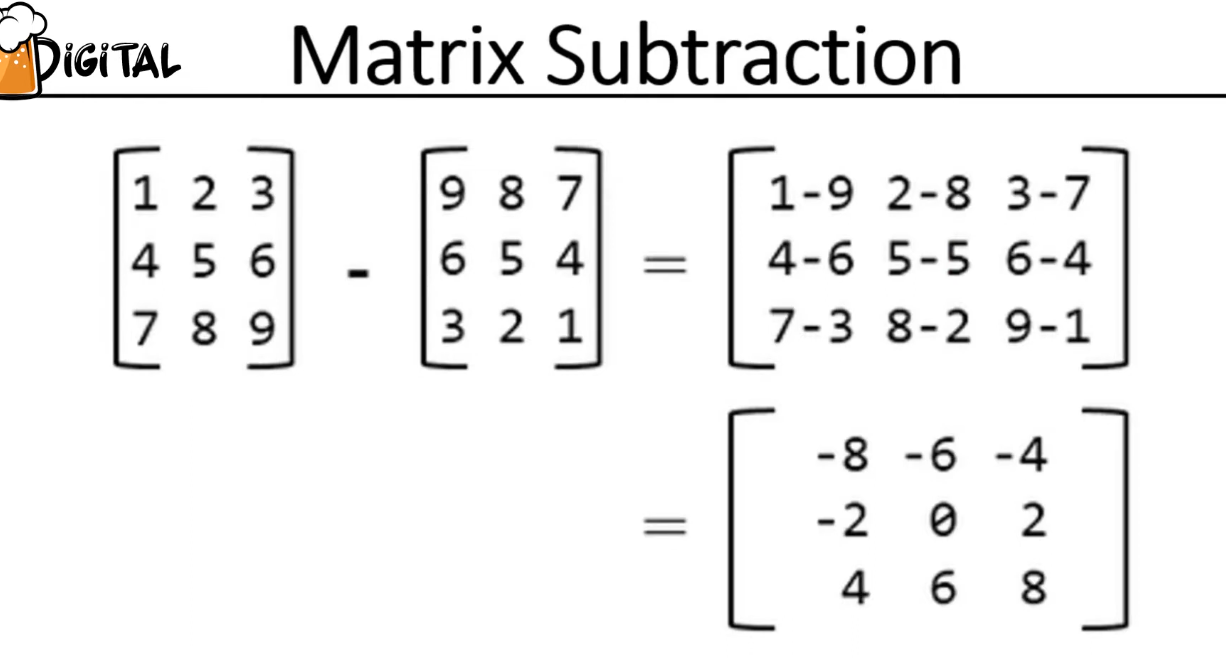 DiGiTAL
Matrix Subtraction
1 2 3 9 8 7 1-9 2-8 3-7
4 5 6 - 6 5 4 = 4-6 5-5 6-4
7 8 9 3 2 1 7-3 8-2 9-1
-8 -6 -4
= -2 0 2
4 6 8